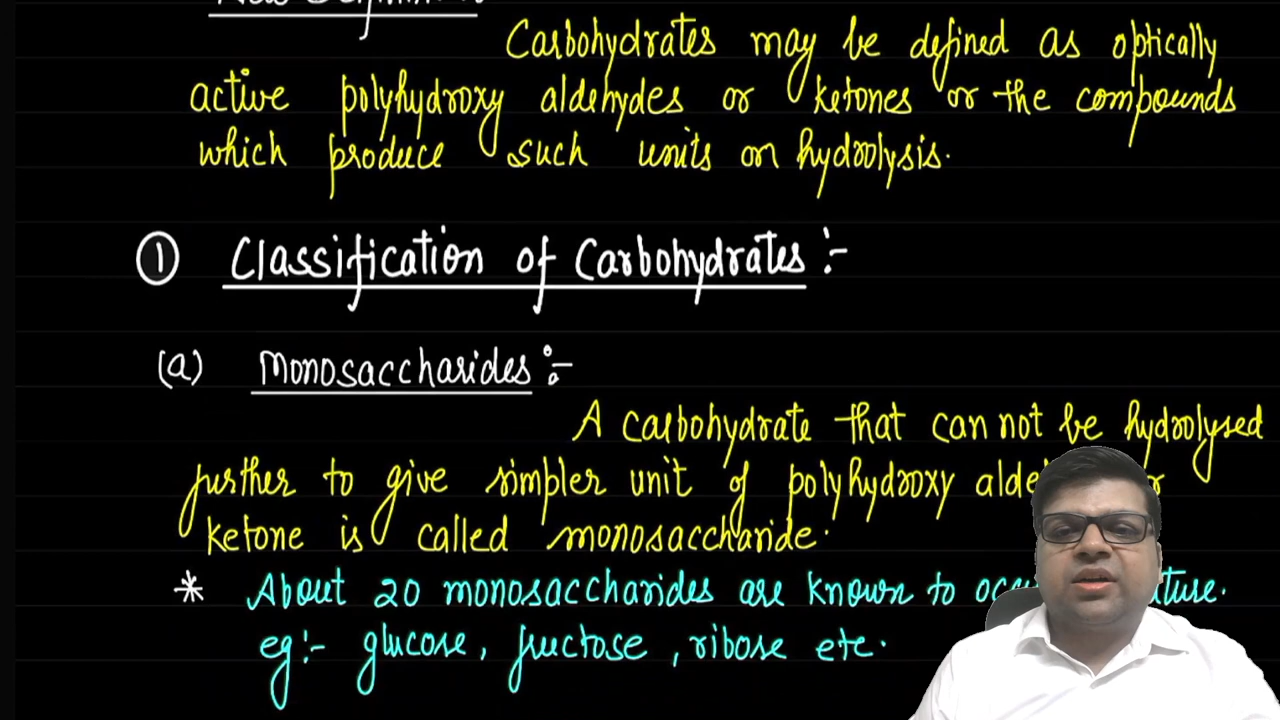 Carbohydrates may be defined as optically
active polyhydroxy aldehydes or ketones or the compounds
which produce such units on hydrolysis.
① Classification of Carbohydrates :-
(a) Monosaccharides :-
A carbohydrate that can not be hydrolysed
further to give simpler unit of polyhydroxy
ketone is called monosaccharide.
* About 20 monosaccharides are known to
eg:- glucose, fructose, ribose etc.